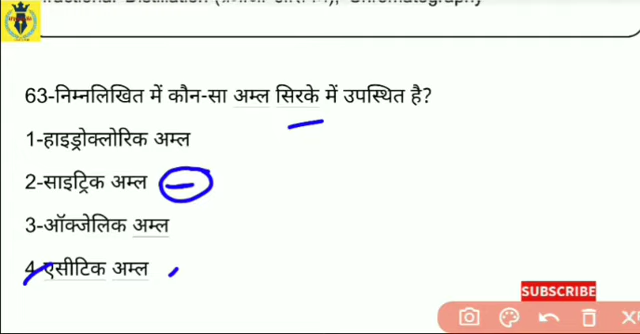 63-निम्नलिखित में कौन-सा अम्ल सिरके में उपस्थित है?
1-हाइड्रोक्लोरिक अम्ल
2-साइट्रिक अम्ल
3-ऑक्जेलिक अम्ल
4-एसीटिक अम्ल
SUBSCRIBE